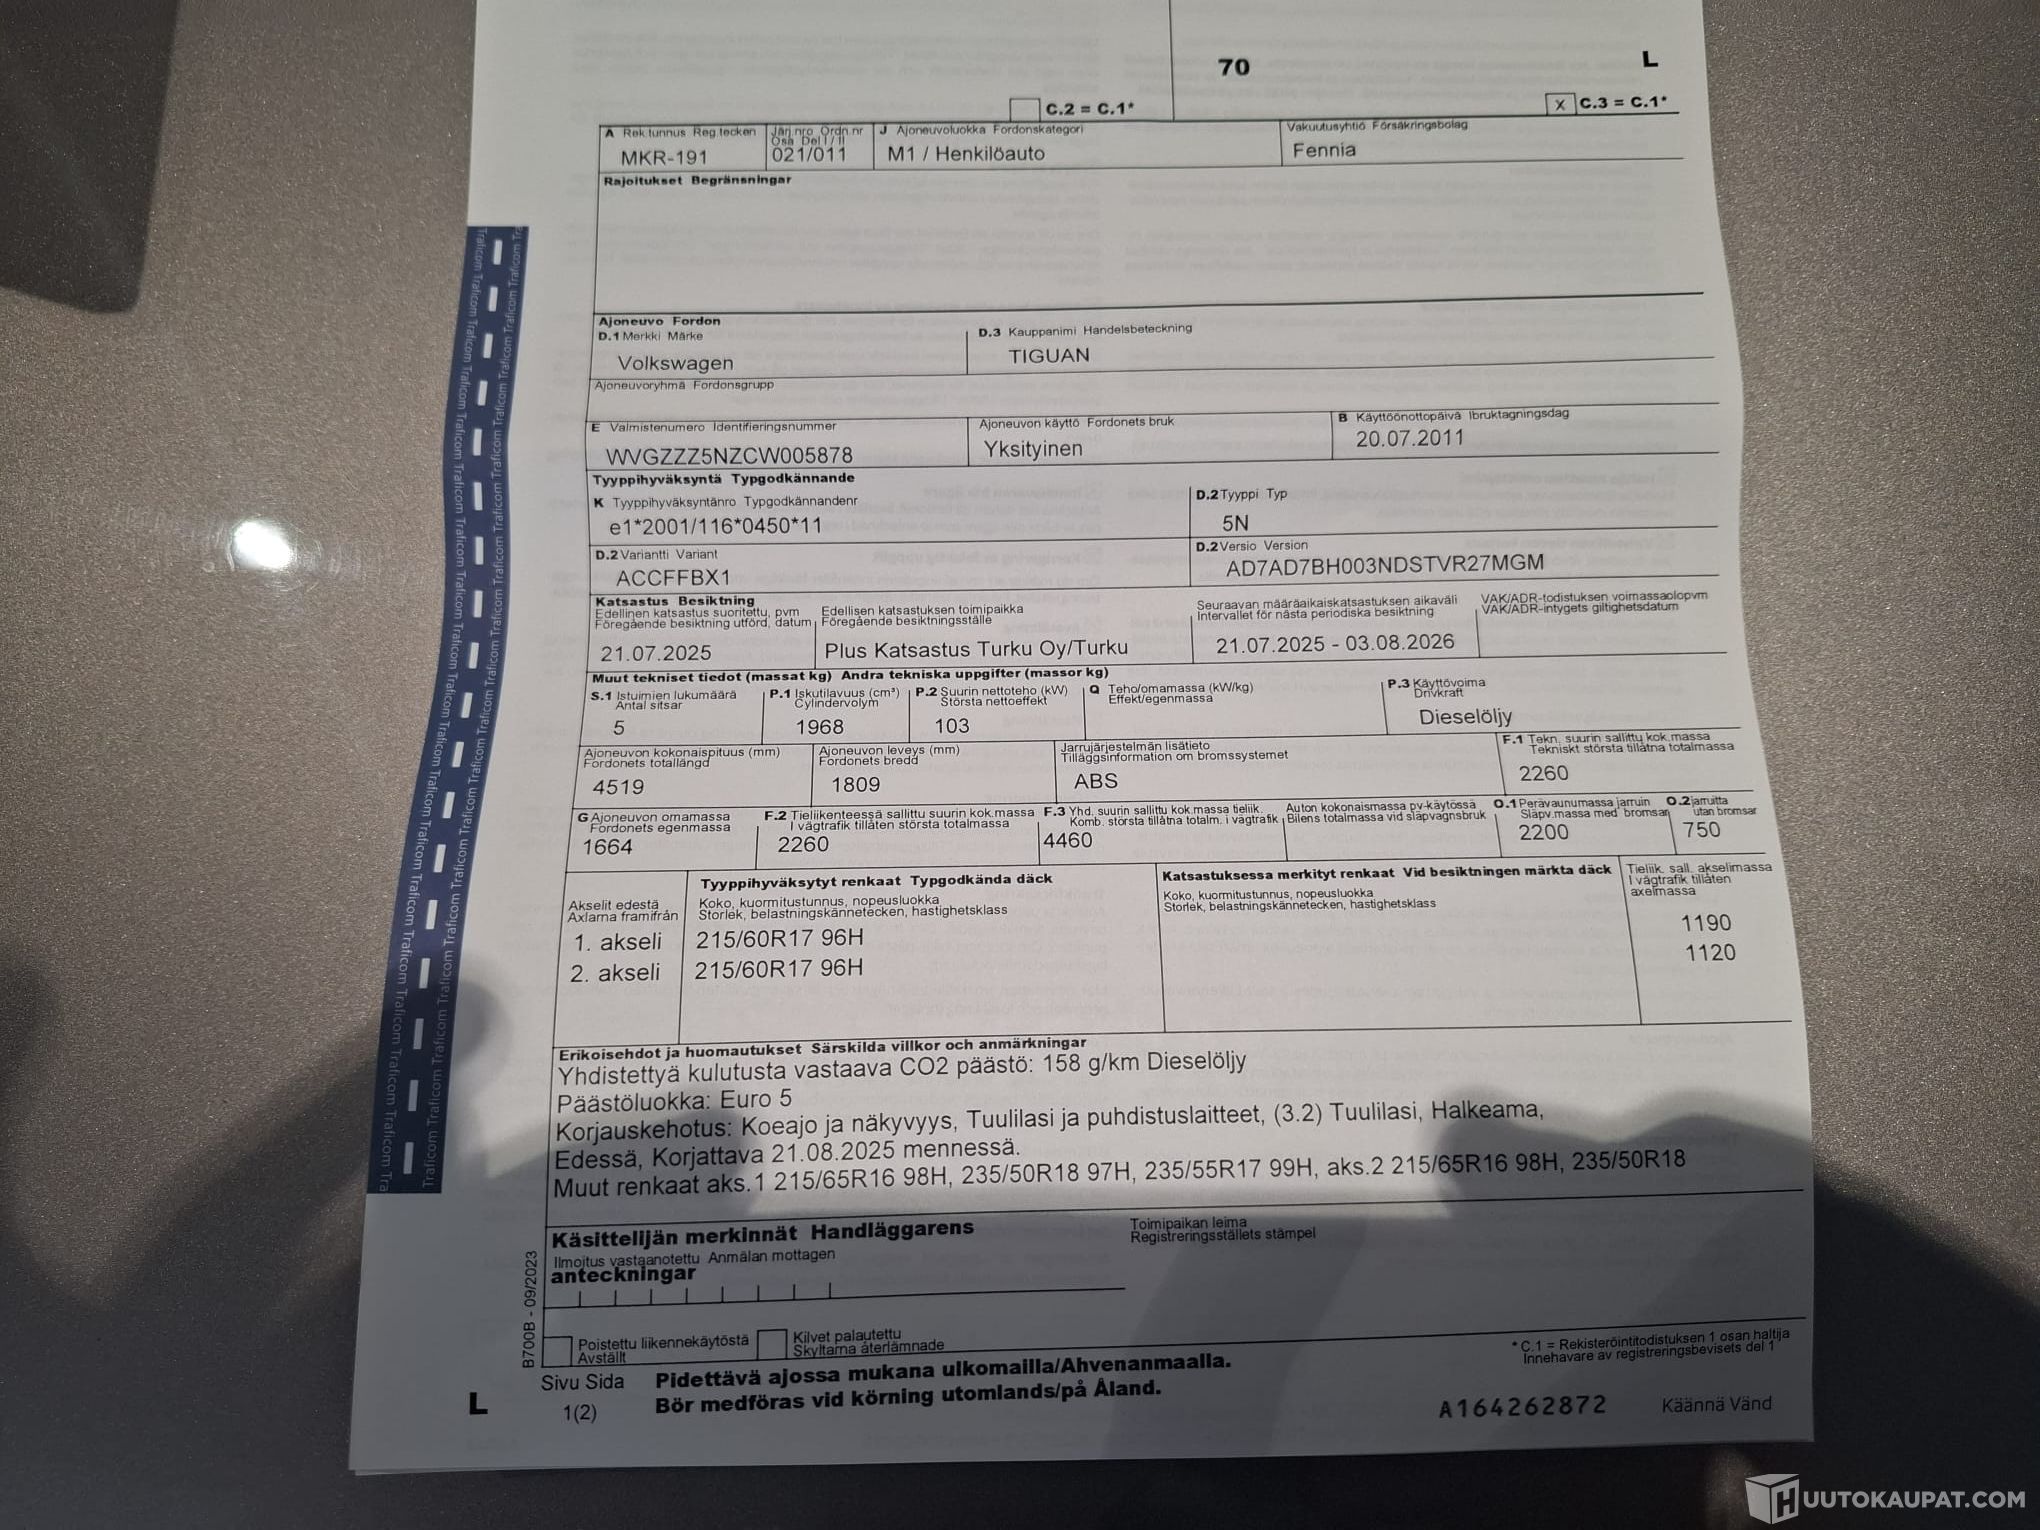 70
L
C.2 = C.1*
X C.3 = C.1*
A Rek.tunnus Reg.tecken
Järj.nro Ordn.nr
Osa Del I / II
J Ajoneuvoluokka Fordonskategori
Vakuutusyhtiö Försäkringsbolag
MKR-191
021/011
M1 / Henkilöauto
Fennia
Rajoitukset Begränsningar
Ajoneuvo Fordon
D.1 Merkki Märke
D.3 Kauppanimi Handelsbeteckning
Volkswagen
TIGUAN
Ajoneuvoryhmä Fordonsgrupp
E Valmistenumero Identifieringsnummer
Ajoneuvon käyttö Fordonets bruk
B Käyttöönottopäivä Ibruktagningsdag
WVGZZZ5NZCW005878
Yksityinen
20.07.2011
Tyyppihyväksyntä Typgodkännande
K Tyyppihyväksyntänro Typgodkännandenr
D.2 Tyyppi Typ
e1*2001/116*0450*11
5N
D.2 Variantti Variant
D.2 Versio Version
ACCFFBX1
AD7AD7BH003NDSTVR27MGM
Katsastus Besiktning
Edellinen katsastus suoritettu, pvm
Föregående besiktning utförd, datum
Edellisen katsastuksen toimipaikka
Föregående besiktningsställe
Seuraavan määräaikaiskatsastuksen aikaväli
Intervallet för nästa periodiska besiktning
VAK/ADR-todistuksen voimassaolopvm
VAK/ADR-intygets giltighetsdatum
21.07.2025
Plus Katsastus Turku Oy/Turku
21.07.2025 - 03.08.2026
Muut tekniset tiedot (massat kg) Andra tekniska uppgifter (massor kg)
S.1 Istuimien lukumäärä
Antal sitsar
P.1 Iskutilavuus (cm³)
Cylindervolym
P.2 Suurin nettoteho (kW)
Största nettoeffekt
Q Teho/omamassa (kW/kg)
Effekt/egenmassa
P.3 Käyttövoima
Drivkraft
5
1968
103
Dieselöljy
Ajoneuvon kokonaispituus (mm)
Fordonets totallängd
Ajoneuvon leveys (mm)
Fordonets bredd
Jarrujärjestelmän lisätieto
Tilläggsinformation om bromssystemet
F.1 Tekn. suurin sallittu kok.massa
Tekniskt största tillåtna totalmassa
4519
1809
ABS
2260
G Ajoneuvon omamassa
Fordonets egenmassa
F.2 Tieliikenteessä sallittu suurin kok.massa
I vägtrafik tillåten största totalmassa
F.3 Yhd. suurin sallittu kok.massa tieliik.
Komb. största tillåtna totalm. i vägtrafik
Auton kokonaismassa pv-käytössä
Bilens totalmassa vid släpvagnsbruk
O.1 Perävaunumassa jarruin
Släpv.massa med bromsar
O.2 jarruitta
utan bromsar
1664
2260
4460
2200
750
Tyyppihyväksytyt renkaat Typgodkända däck
Katsastuksessa merkityt renkaat Vid besiktningen märkta däck
Tieliik. sall. akselimassa
I vägtrafik tillåten
axelmassa
Akselit edestä
Axlarna framifrån
Koko, kuormitustunnus, nopeusluokka
Storlek, belastningskännetecken, hastighetsklass
Koko, kuormitustunnus, nopeusluokka
Storlek, belastningskännetecken, hastighetsklass
1. akseli
215/60R17 96H
1190
2. akseli
215/60R17 96H
1120
Erikoisehdot ja huomautukset Särskilda villkor och anmärkningar
Yhdistettyä kulutusta vastaava CO2 päästö: 158 g/km Dieselöljy
Päästöluokka: Euro 5
Korjauskehotus: Koeajo ja näkyvyys, Tuulilasi ja puhdistuslaitteet, (3.2) Tuulilasi, Halkeama,
Edessä, Korjattava 21.08.2025 mennessä.
Muut renkaat aks.1 215/65R16 98H, 235/50R18 97H, 235/55R17 99H, aks.2 215/65R16 98H, 235/50R18
Käsittelijän merkinnät Handläggarens
anteckningar
Ilmoitus vastaanotettu Anmälan mottagen
Toimipaikan leima
Registreringsställets stämpel
Poistettu liikennekäytöstä
Avställt
Kilvet palautettu
Skyltarna återlämnade
* C.1 = Rekisteröintitodistuksen 1 osan haltija
Innehavare av registreringsbevisets del 1
B700B - 09/2023
L
Sivu Sida
1(2)
Pidettävä ajossa mukana ulkomailla/Ahvenanmaalla.
Bör medföras vid körning utomlands/på Åland.
A164262872
Käännä Vänd
Traficom Traficom Traficom Traficom Traficom Traficom Traficom Traficom Traficom
HUUTOKAUPAT.COM